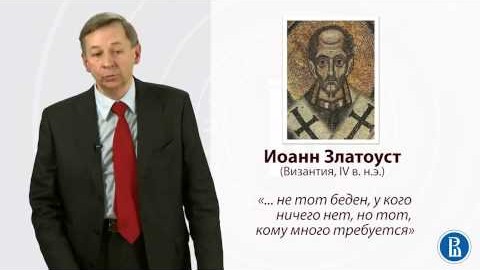 Иоанн Златоуст
(Византия, IV в. н.э.)
«... не тот беден, у кого
ничего нет, но тот,
кому много требуется»